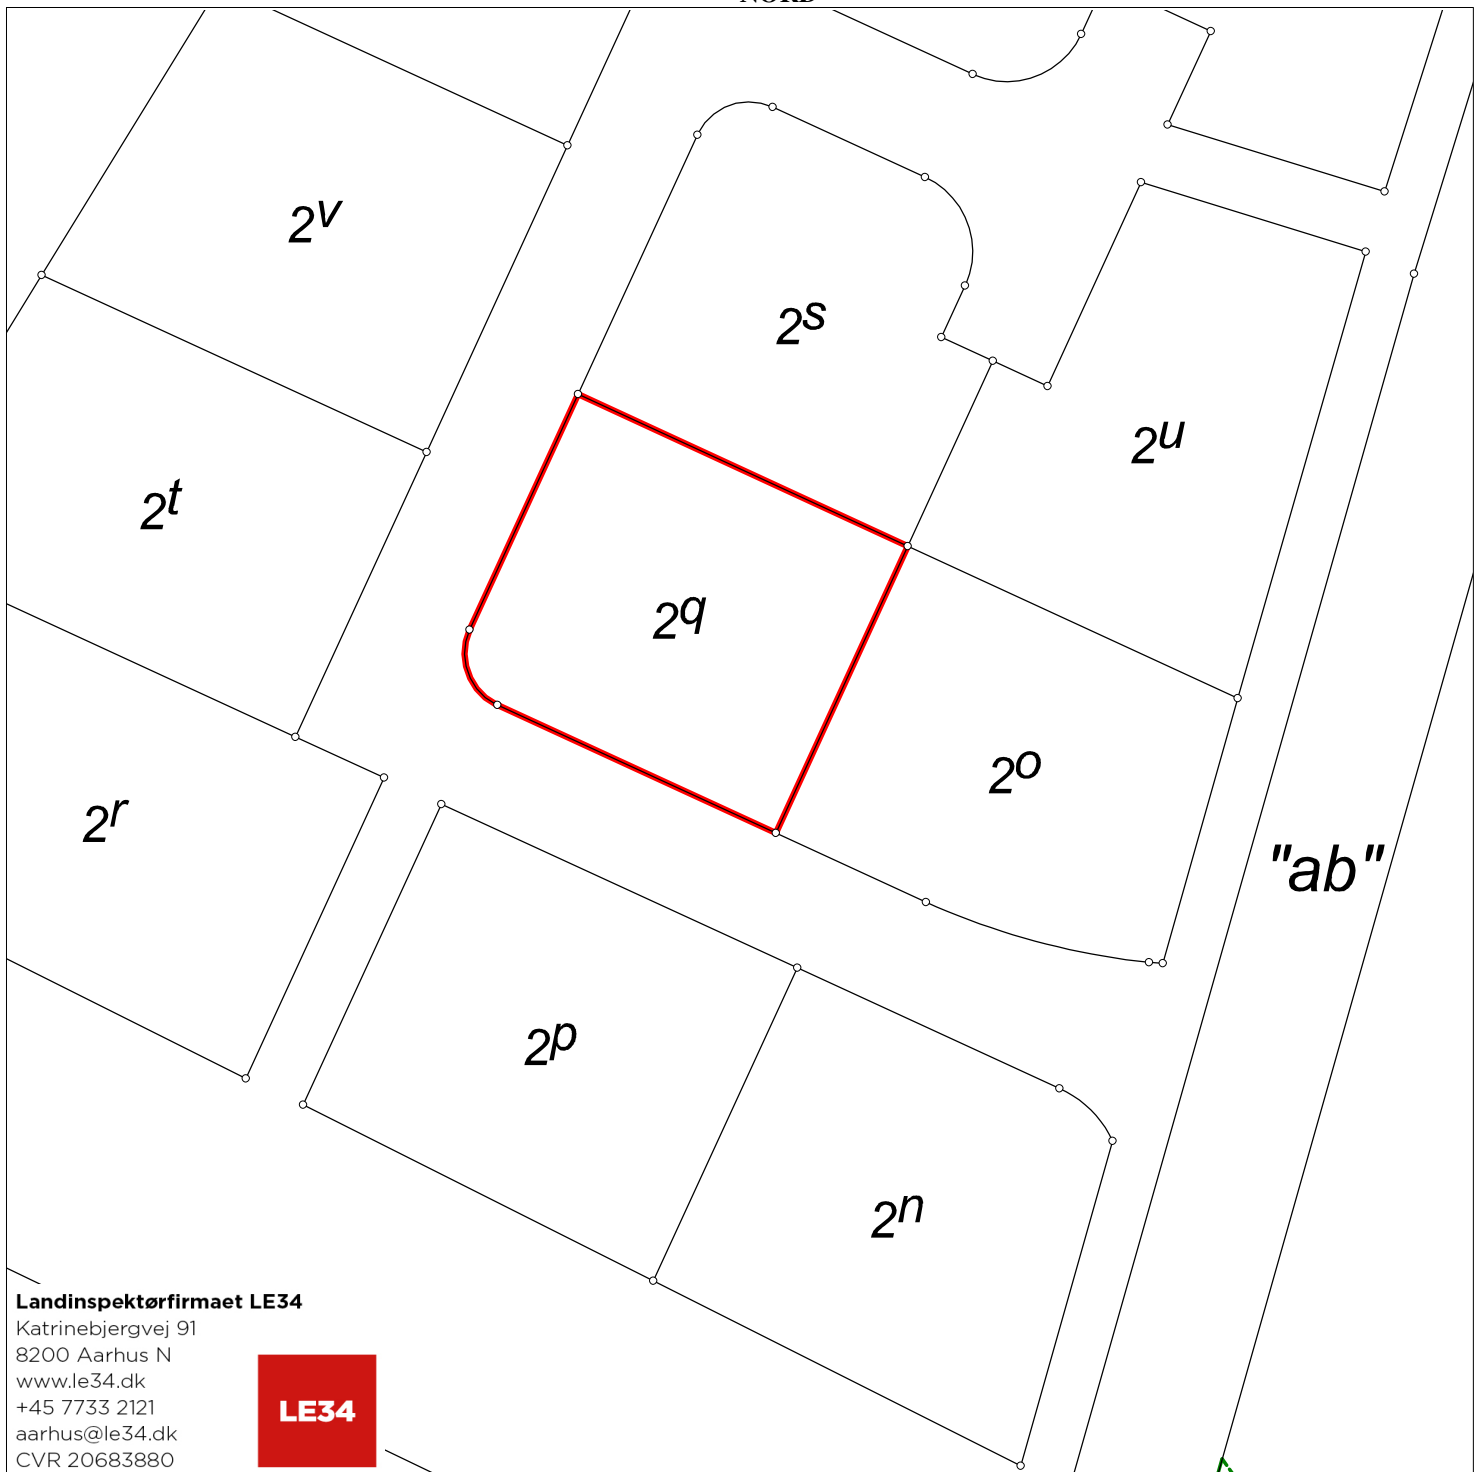 NORD
2v
2s
2u
2t
2q
2o
2r
"ab"
2p
2n
Landinspektørfirmaet LE34
Katrinebjergvej 91
8200 Aarhus N
www.le34.dk
+45 7733 2121
aarhus@le34.dk
CVR 20683880
LE34